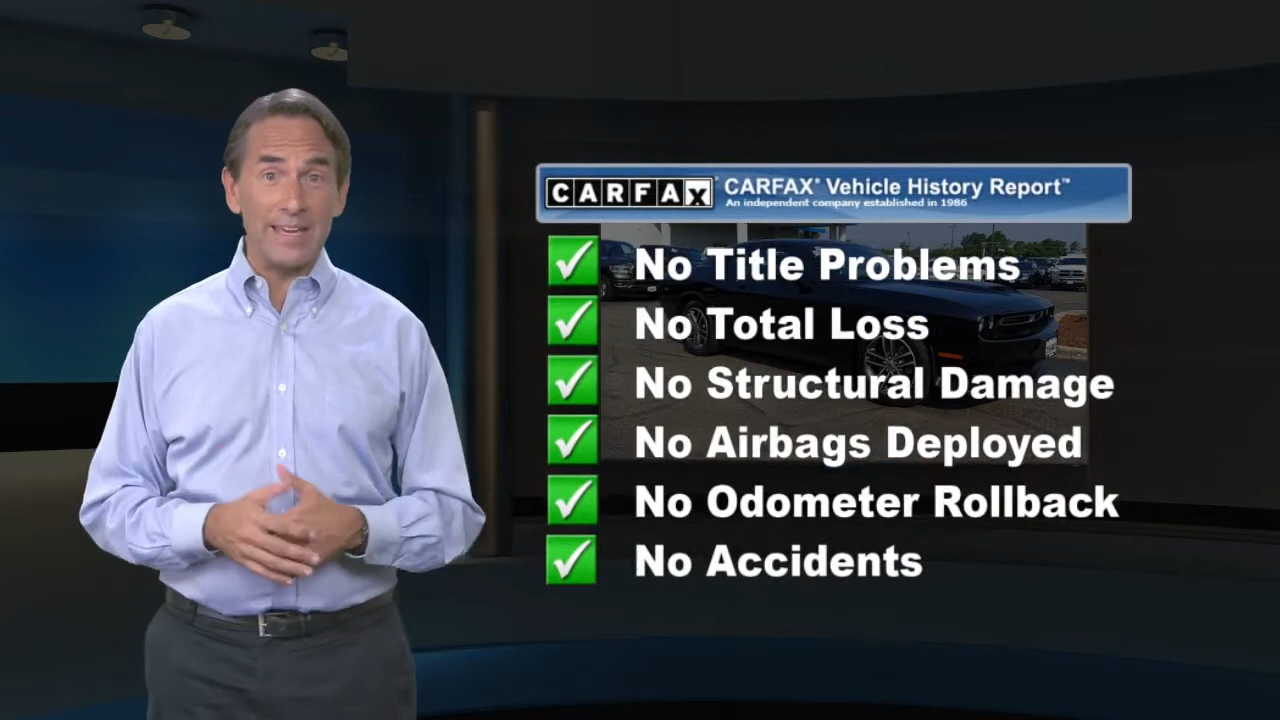 CARFAX® CARFAX® Vehicle History Report™
An independent company established in 1986
No Title Problems
No Total Loss
No Structural Damage
No Airbags Deployed
No Odometer Rollback
No Accidents